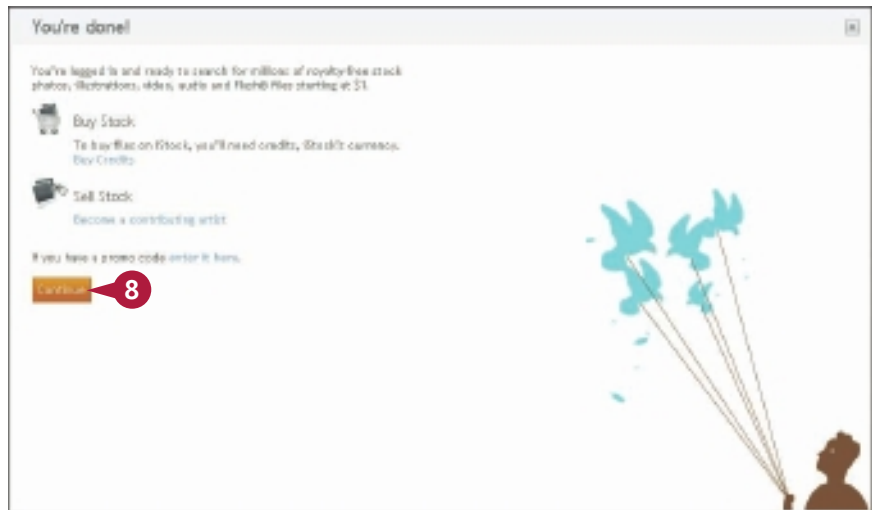 You're done!
You're logged in and ready to search for millions of royalty-free stock
photos, illustrations, video, audio and Flash® files starting at $1.
Buy Stock
To buy files on iStock, you'll need credits, iStock's currency.
Buy Credits
Sell Stock
Become a contributing artist
If you have a promo code enter it here.
Continue
8